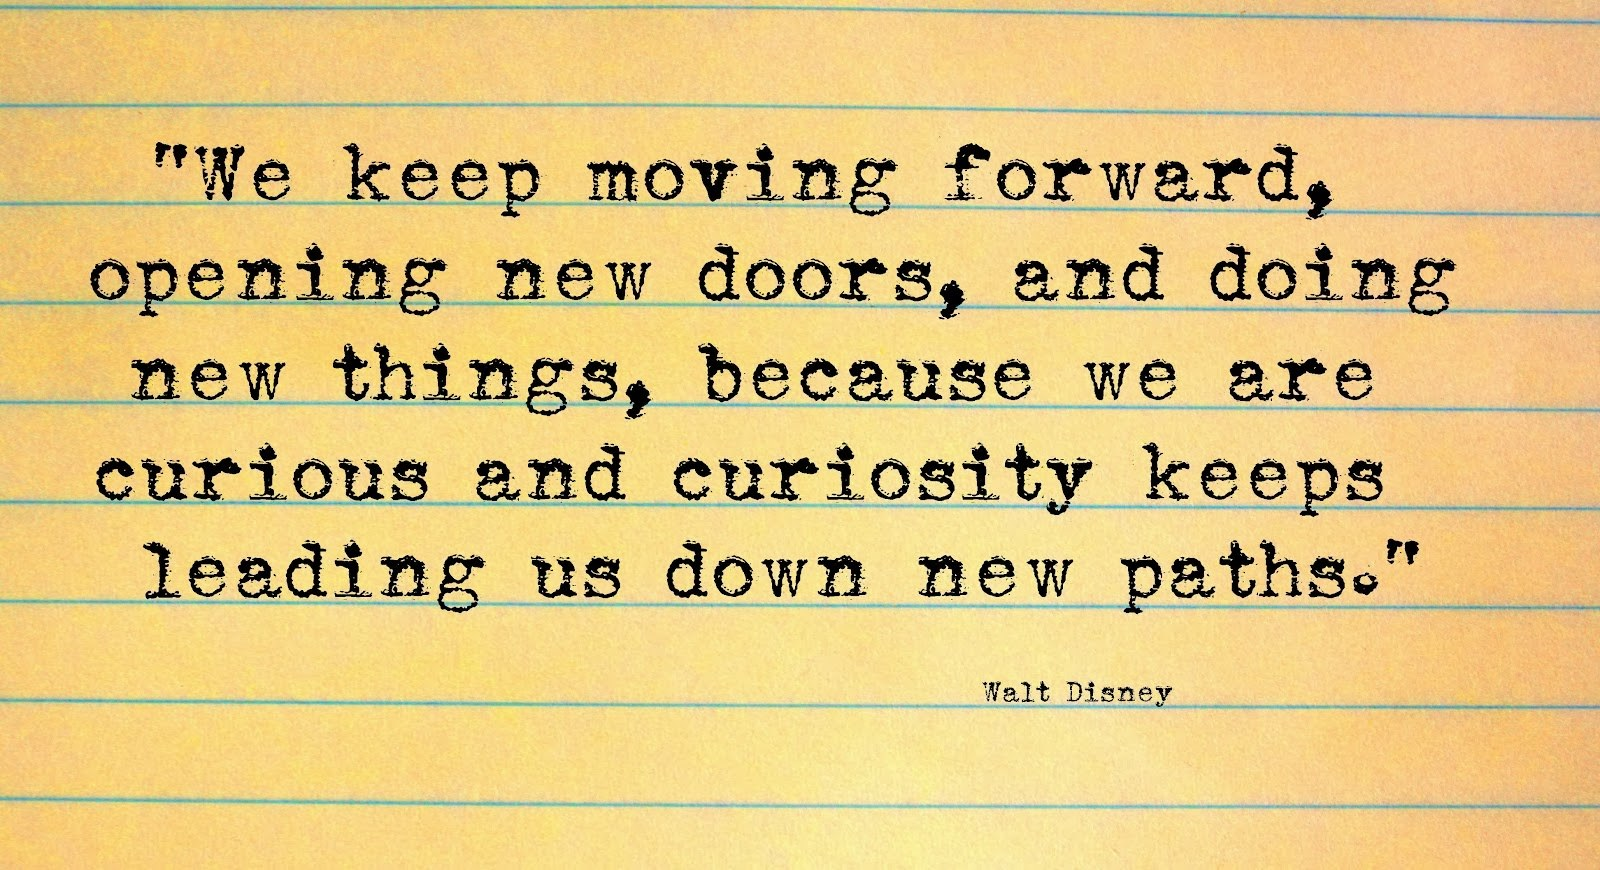 "We keep moving forward,
opening new doors, and doing
new things, because we are
curious and curiosity keeps
leading us down new paths."
Walt Disney